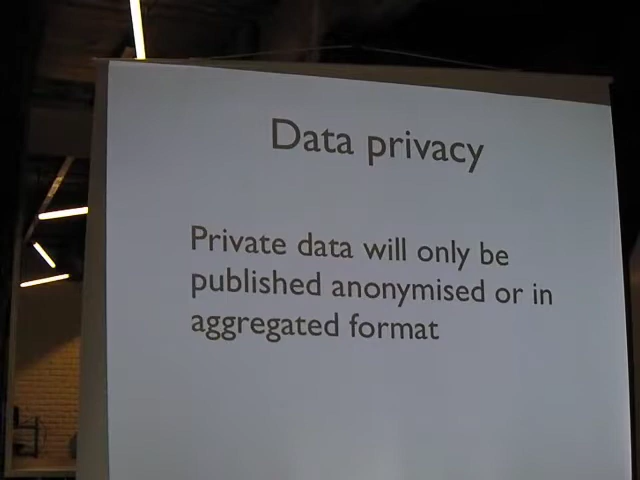 Data privacy
Private data will only be
published anonymised or in
aggregated format